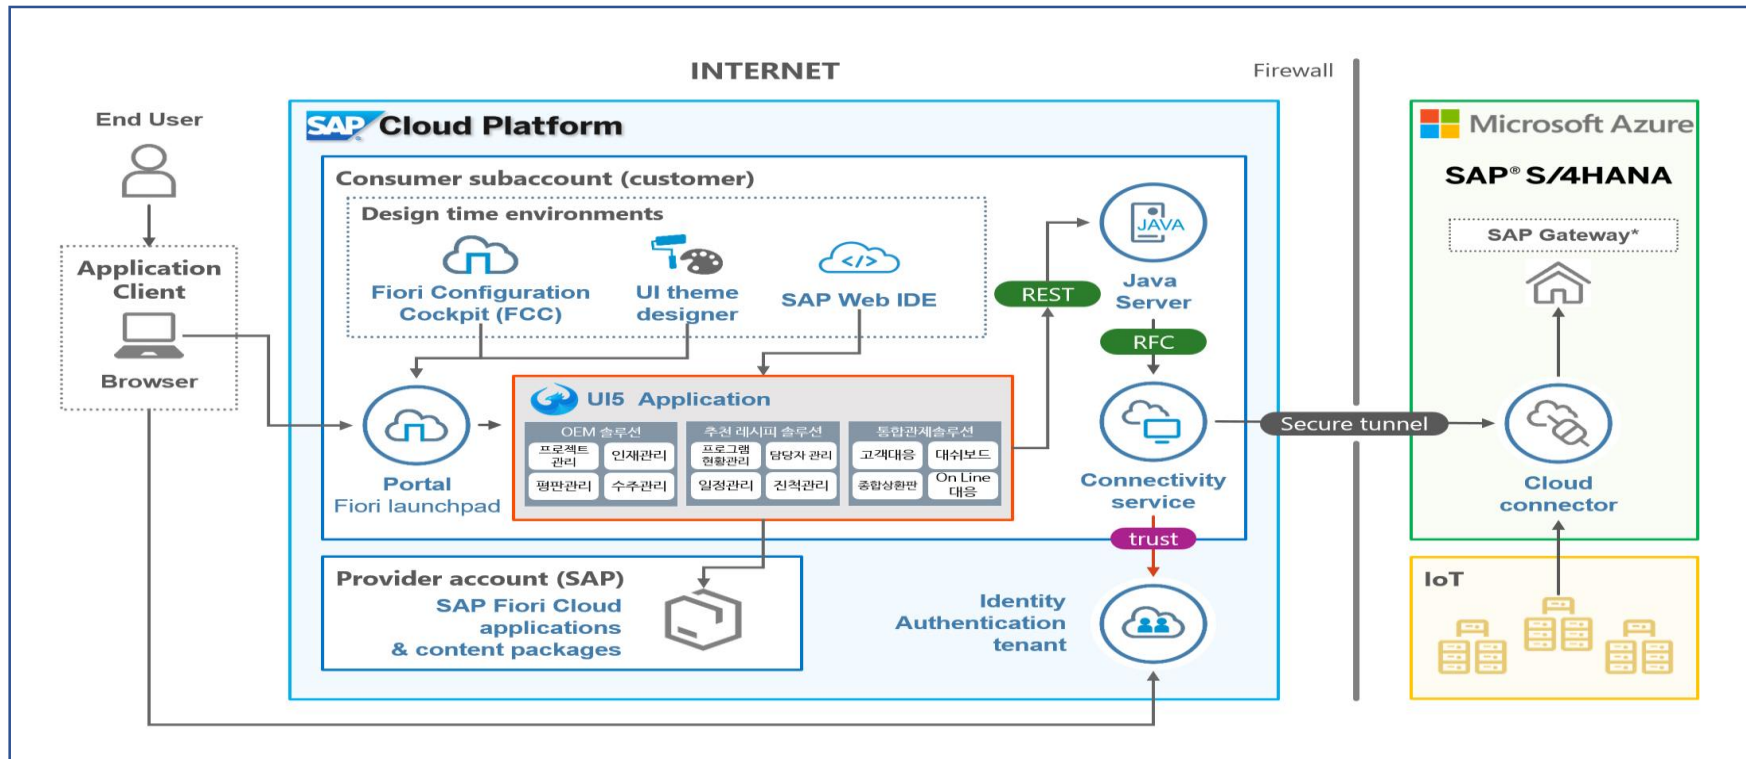 INTERNET
Firewall
End User
SAP Cloud Platform
Microsoft Azure
SAP® S/4HANA
Consumer subaccount (customer)
Design time environments
SAP Gateway*
JAVA
Application
Client
Fiori Configuration
Cockpit (FCC)
UI theme
designer
SAP Web IDE
REST
Java
Server
RFC
Browser
UI5 Application
OEM 솔루션
프로젝트
관리
인재관리
평판관리
수주관리
추천 레시피 솔루션
프로그램
현황관리
담당자 관리
일정관리
진척관리
통합관제솔루션
고객대응
대쉬보드
종합상황판
On Line
대응
Secure tunnel
Portal
Fiori launchpad
Connectivity
service
Cloud
connector
trust
Provider account (SAP)
SAP Fiori Cloud
applications
& content packages
Identity
Authentication
tenant
IoT